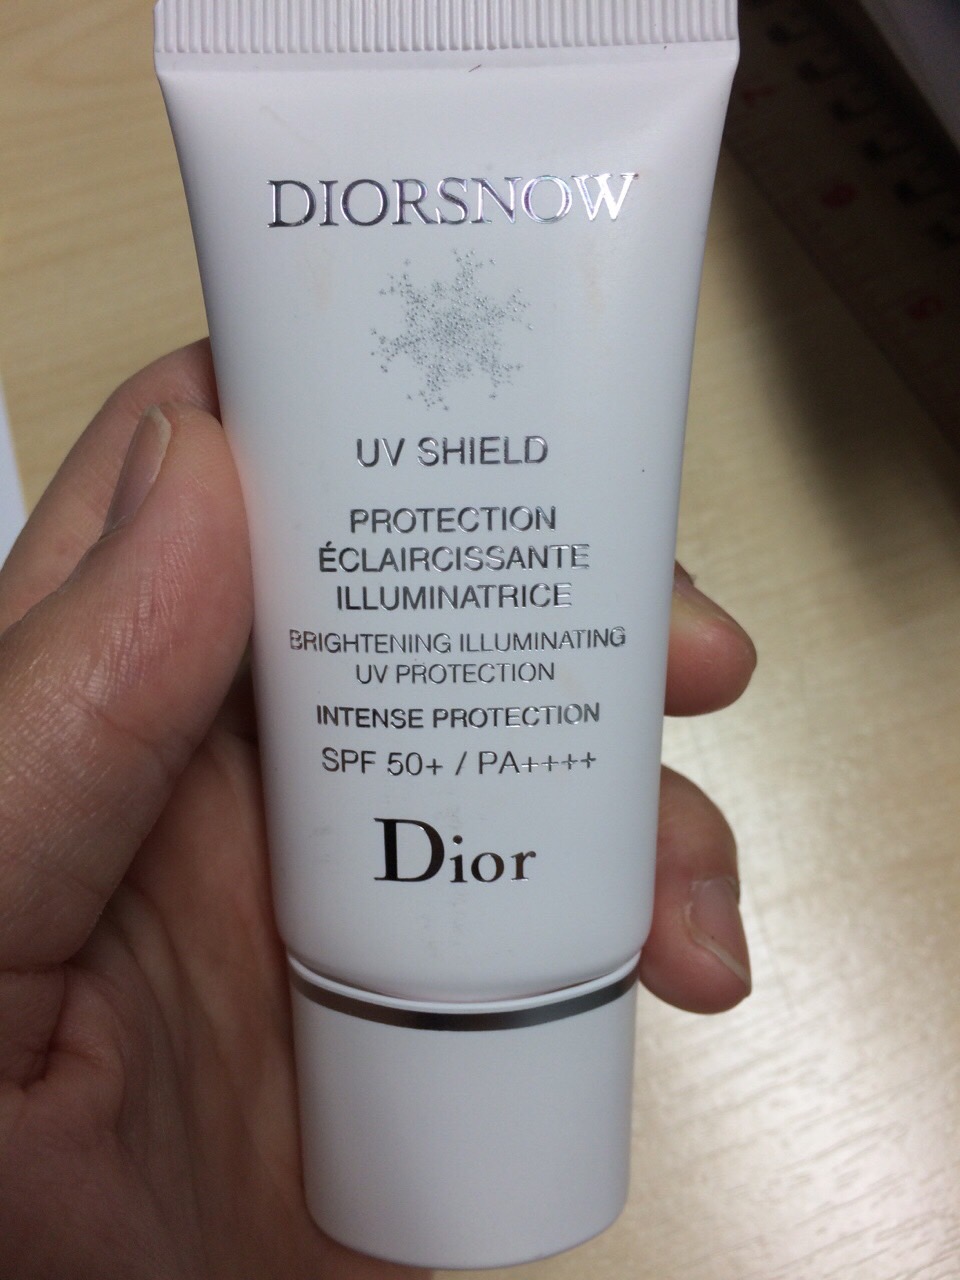 DIORSNOW
UV SHIELD
PROTECTION
ÉCLAIRCISSANTE
ILLUMINATRICE
BRIGHTENING ILLUMINATING
UV PROTECTION
INTENSE PROTECTION
SPF 50+ / PA++++
Dior